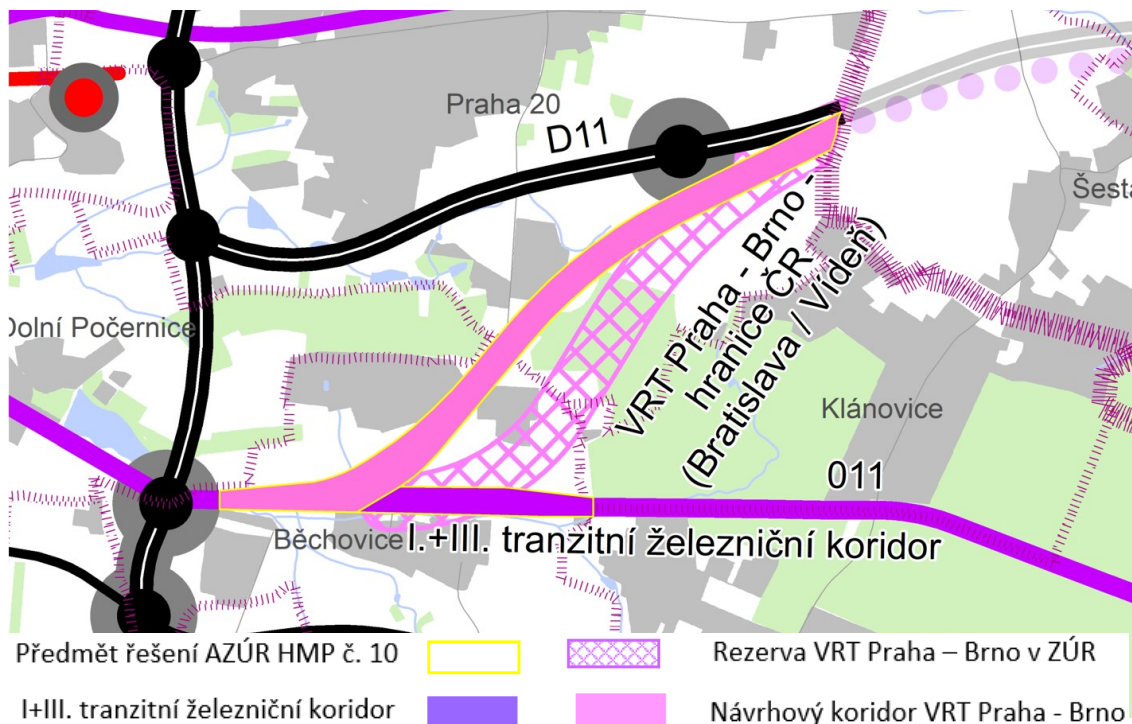 Praha 20
D11
Šesta
VRT Praha - Brno -
hranice ČR
(Bratislava / Vídeň)
Dolní Počernice
Klánovice
011
Běchovice
I.+III. tranzitní železniční koridor
Předmět řešení AZÚR HMP č. 10
Rezerva VRT Praha – Brno v ZÚR
I+III. tranzitní železniční koridor
Návrhový koridor VRT Praha - Brno